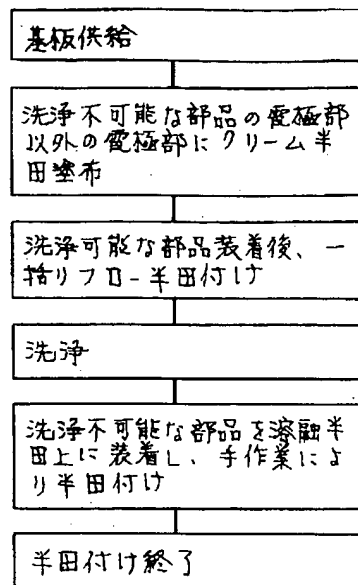 基板供給
洗浄不可能な部品の電極部
以外の電極部にクリーム半
田塗布
洗浄可能な部品装着後、一
括リフロー半田付け
洗浄
洗浄不可能な部品を溶融半
田上に装着し、手作業によ
り半田付け
半田付け終了